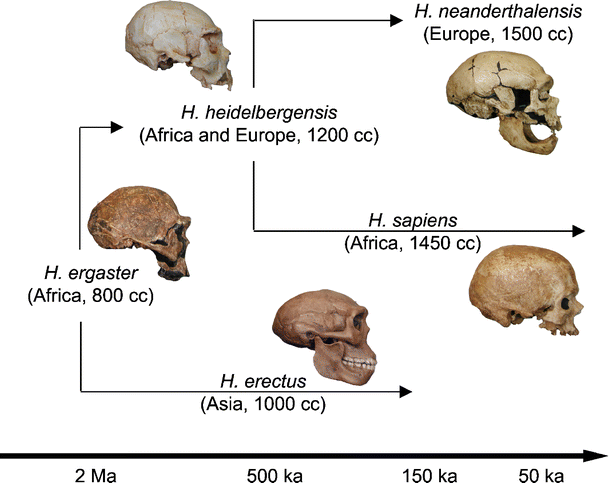 H. neanderthalensis
(Europe, 1500 cc)
H. heidelbergensis
(Africa and Europe, 1200 cc)
H. sapiens
(Africa, 1450 cc)
H. ergaster
(Africa, 800 cc)
H. erectus
(Asia, 1000 cc)
2 Ma 500 ka 150 ka 50 ka